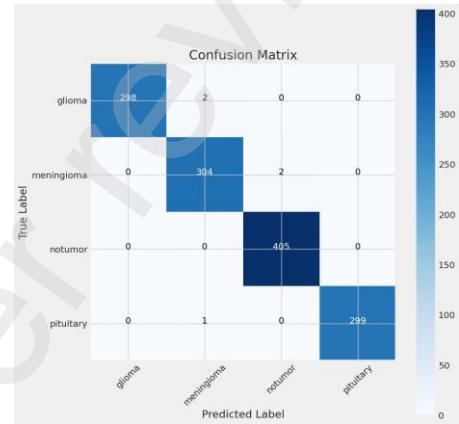 Confusion Matrix
True Label
glioma 298 2 0 0
meningioma 0 304 2 0
notumor 0 0 405 0
pituitary 0 1 0 299
glioma meningioma notumor pituitary
Predicted Label
400
350
300
250
200
150
100
50
0